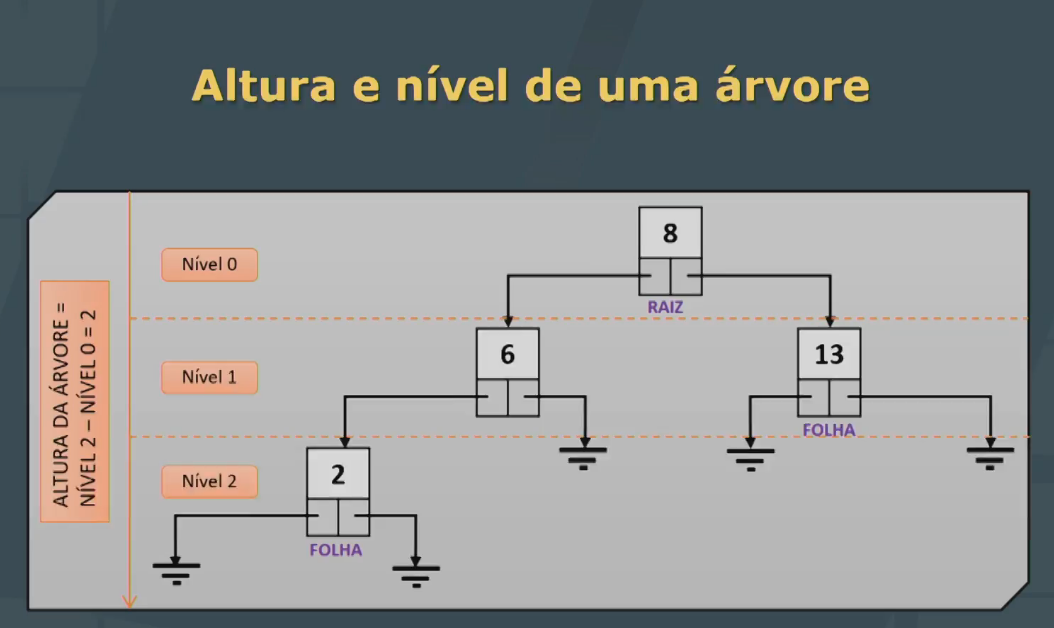 Altura e nível de uma árvore
ALTURA DA ÁRVORE =
NÍVEL 2 – NÍVEL 0 = 2
Nível 0
8
RAIZ
Nível 1
6
13
FOLHA
Nível 2
2
FOLHA